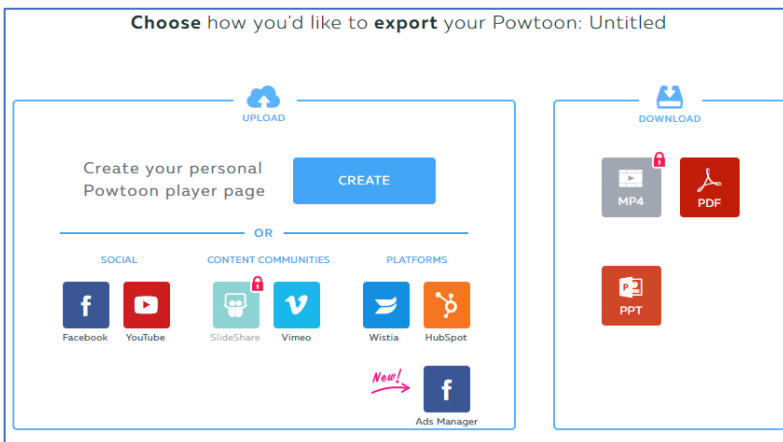 Choose how you'd like to export your Powtoon: Untitled
UPLOAD
Create your personal
Powtoon player page
CREATE
OR
SOCIAL
CONTENT COMMUNITIES
PLATFORMS
Facebook
YouTube
SlideShare
Vimeo
Wistia
HubSpot
New!
Ads Manager
DOWNLOAD
MP4
PDF
PPT